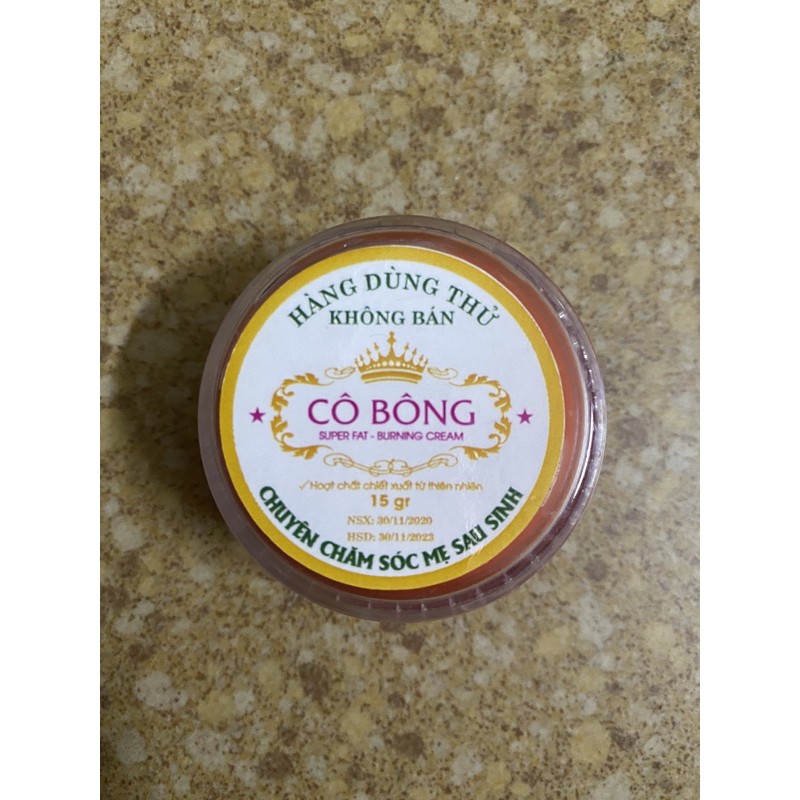 HÀNG DÙNG THỬ
KHÔNG BÁN
CÔ BÔNG
SUPER FAT - BURNING CREAM
✓Hoạt chất chiết xuất từ thiên nhiên
15 gr
NSX: 30/11/2020
HSD: 30/11/2023
CHUYÊN CHĂM SÓC MẸ SAU SINH